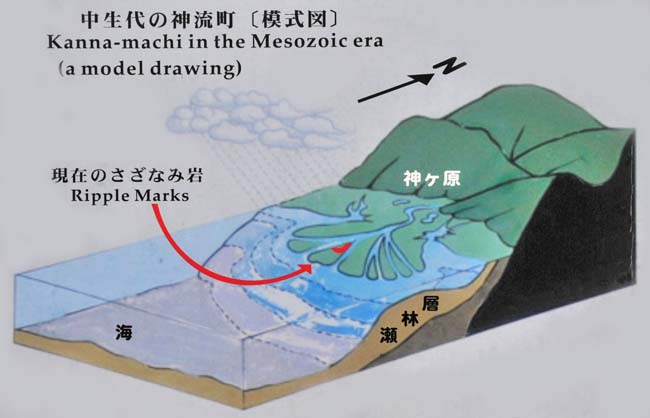 中生代の神流町〔模式図〕
Kanna-machi in the Mesozoic era
(a model drawing)
N
現在のさざなみ岩
Ripple Marks
神ヶ原
海
瀬林層